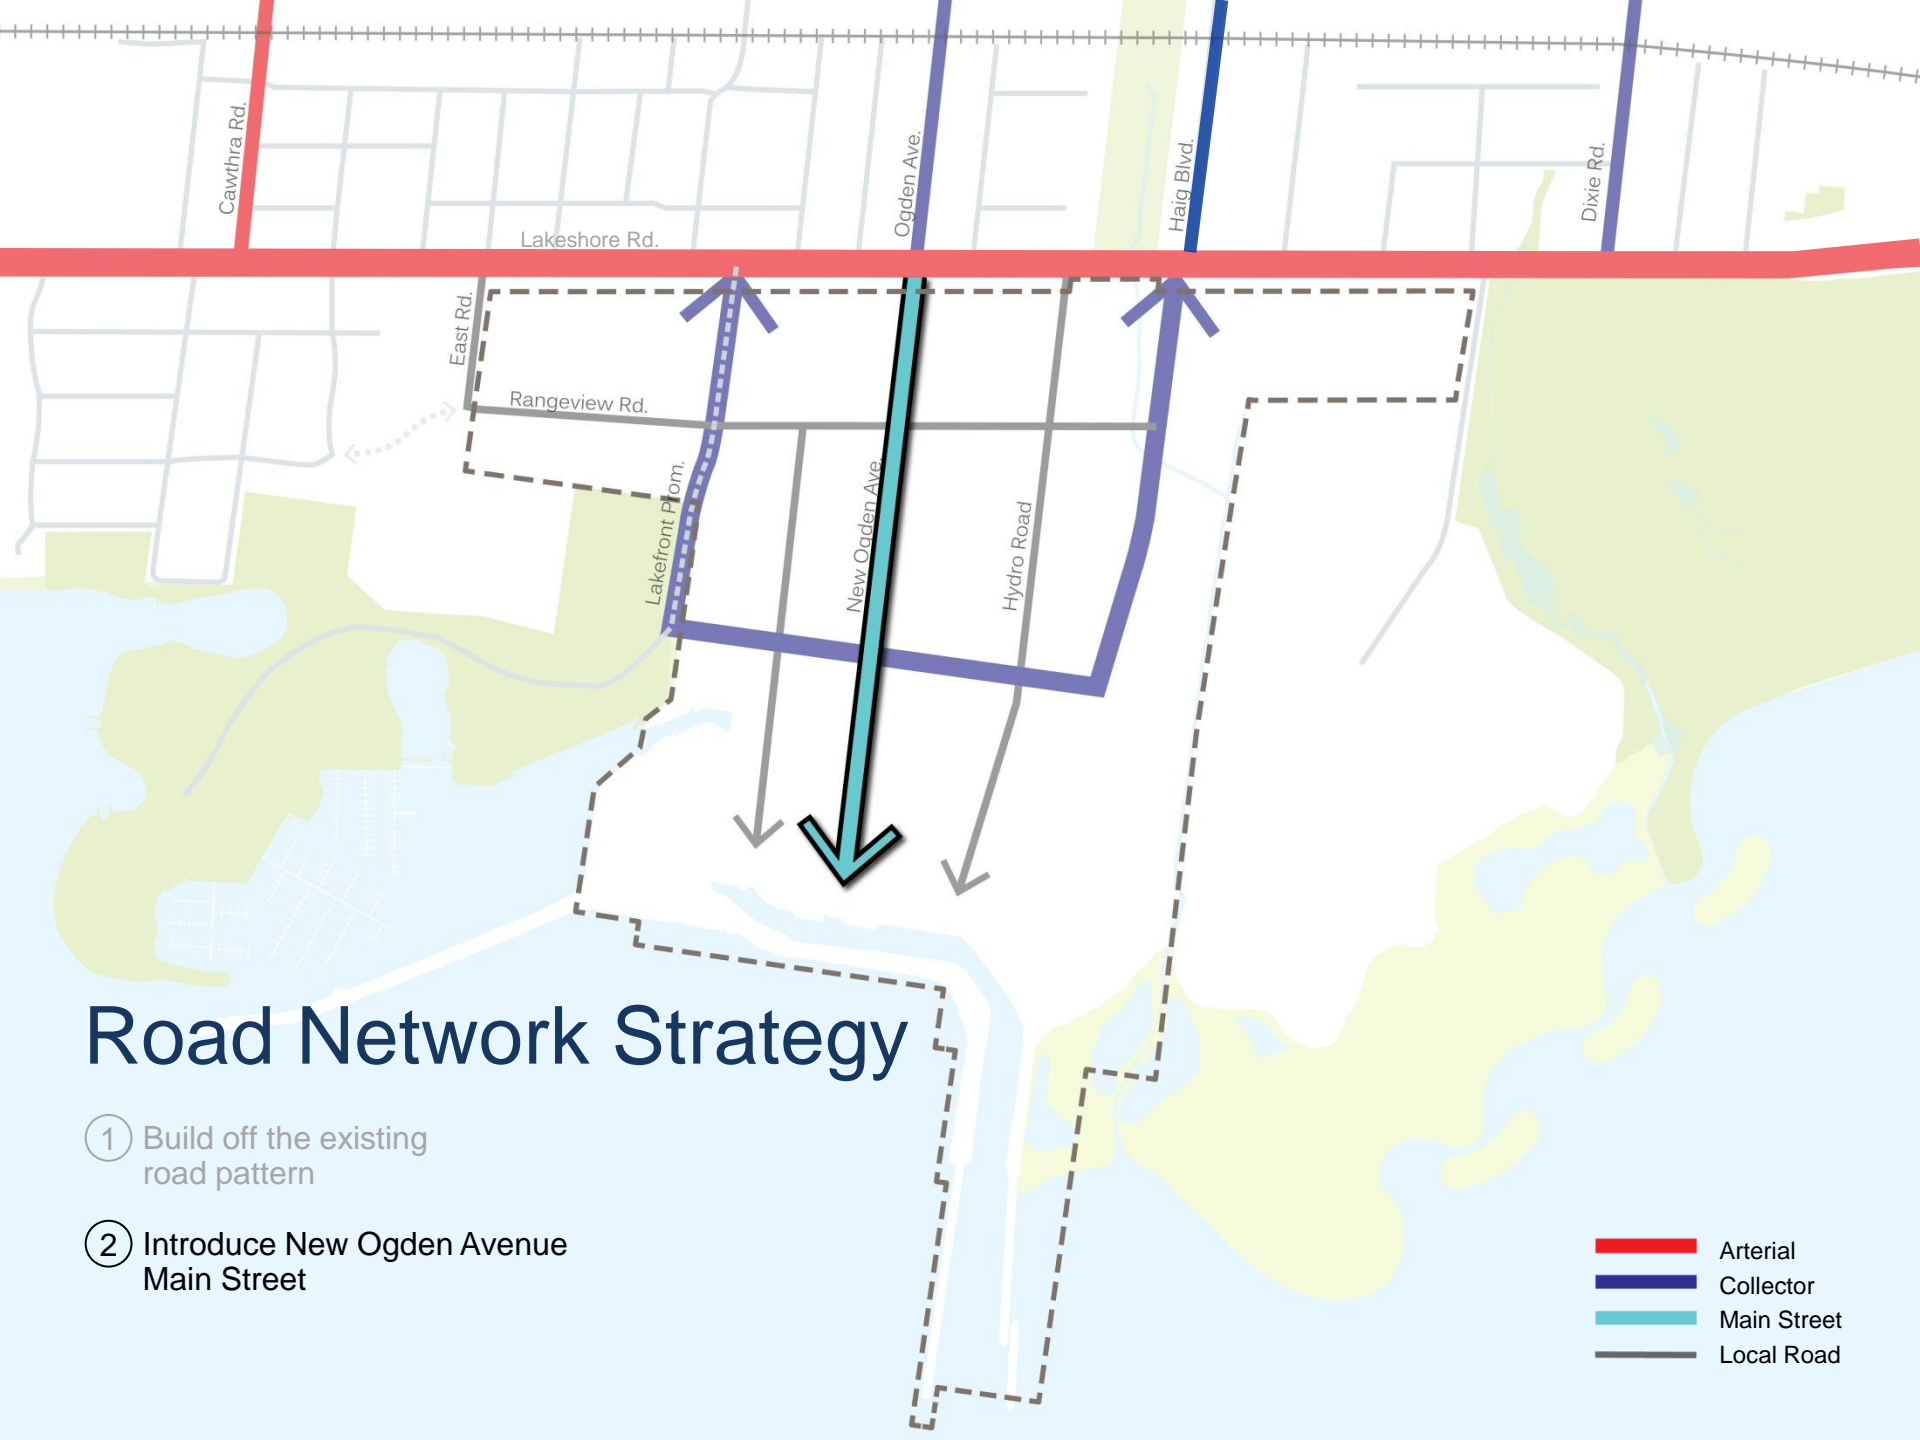 Cawthra Rd.
Ogden Ave.
Haig Blvd.
Dixie Rd.
Lakeshore Rd.
East Rd.
Rangeview Rd.
Lakefront Prom.
New Ogden Ave.
Hydro Road
Road Network Strategy
1 Build off the existing
road pattern
2 Introduce New Ogden Avenue
Main Street
Arterial
Collector
Main Street
Local Road